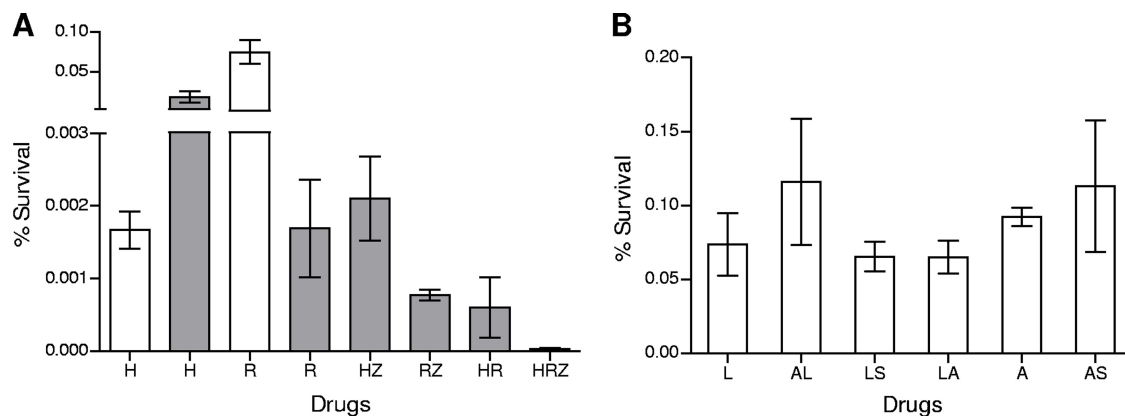 A
% Survival
0.10
0.05
0.003
0.002
0.001
0.000
H H R R HZ RZ HR HRZ
Drugs
B
% Survival
0.20
0.15
0.10
0.05
0.00
L AL LS LA A AS
Drugs